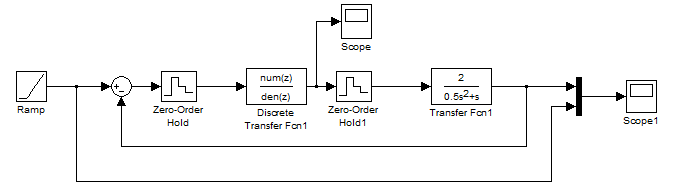 Scope
+
-
num(z)
den(z)
2
0.5s²+s
Ramp
Zero-Order
Hold
Discrete
Transfer Fcn1
Zero-Order
Hold1
Transfer Fcn1
Scope1